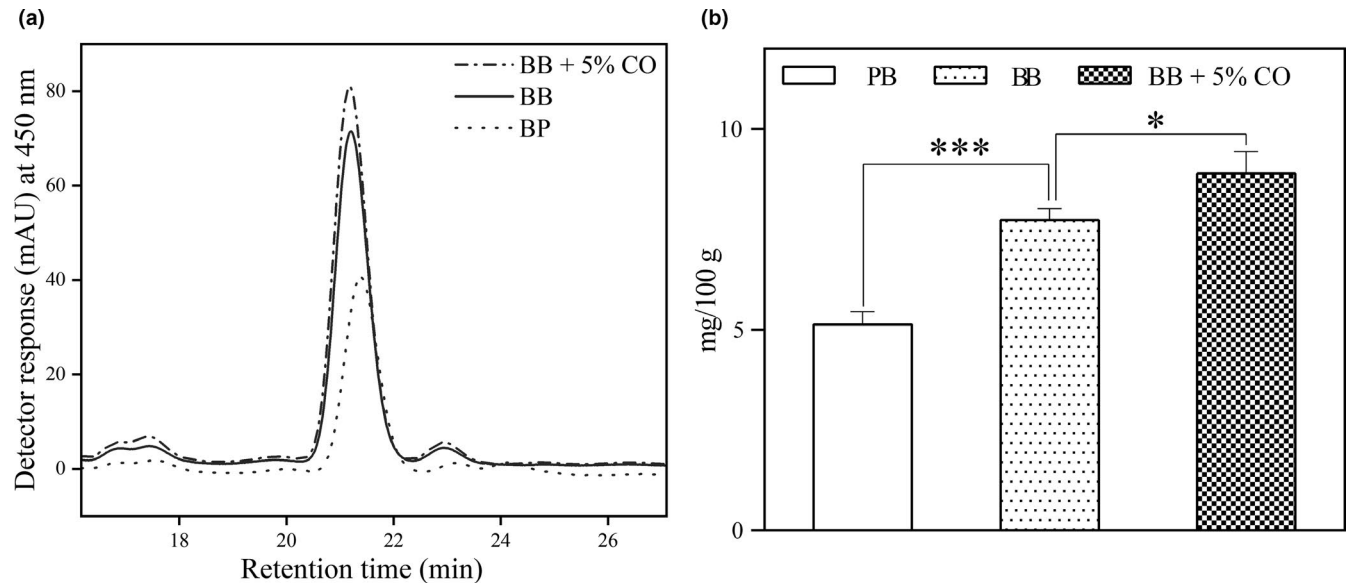 (a)
BB + 5% CO
BB
BP
80
60
40
20
0
Detector response (mAU) at 450 nm
18 20 22 24 26
Retention time (min)
(b)
PB BB BB + 5% CO
10
5
0
mg/100 g
***
*